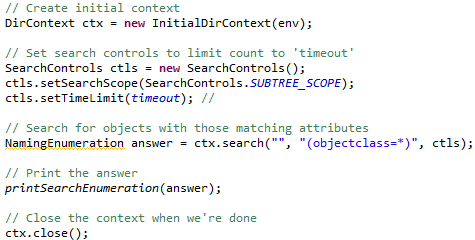 // Create initial context
DirContext ctx = new InitialDirContext(env);
// Set search controls to limit count to 'timeout'
SearchControls ctls = new SearchControls();
ctls.setSearchScope(SearchControls.SUBTREE_SCOPE);
ctls.setTimeLimit(timeout); //
// Search for objects with those matching attributes
NamingEnumeration answer = ctx.search("", "(objectclass=*)", ctls);
// Print the answer
printSearchEnumeration(answer);
// Close the context when we're done
ctx.close();